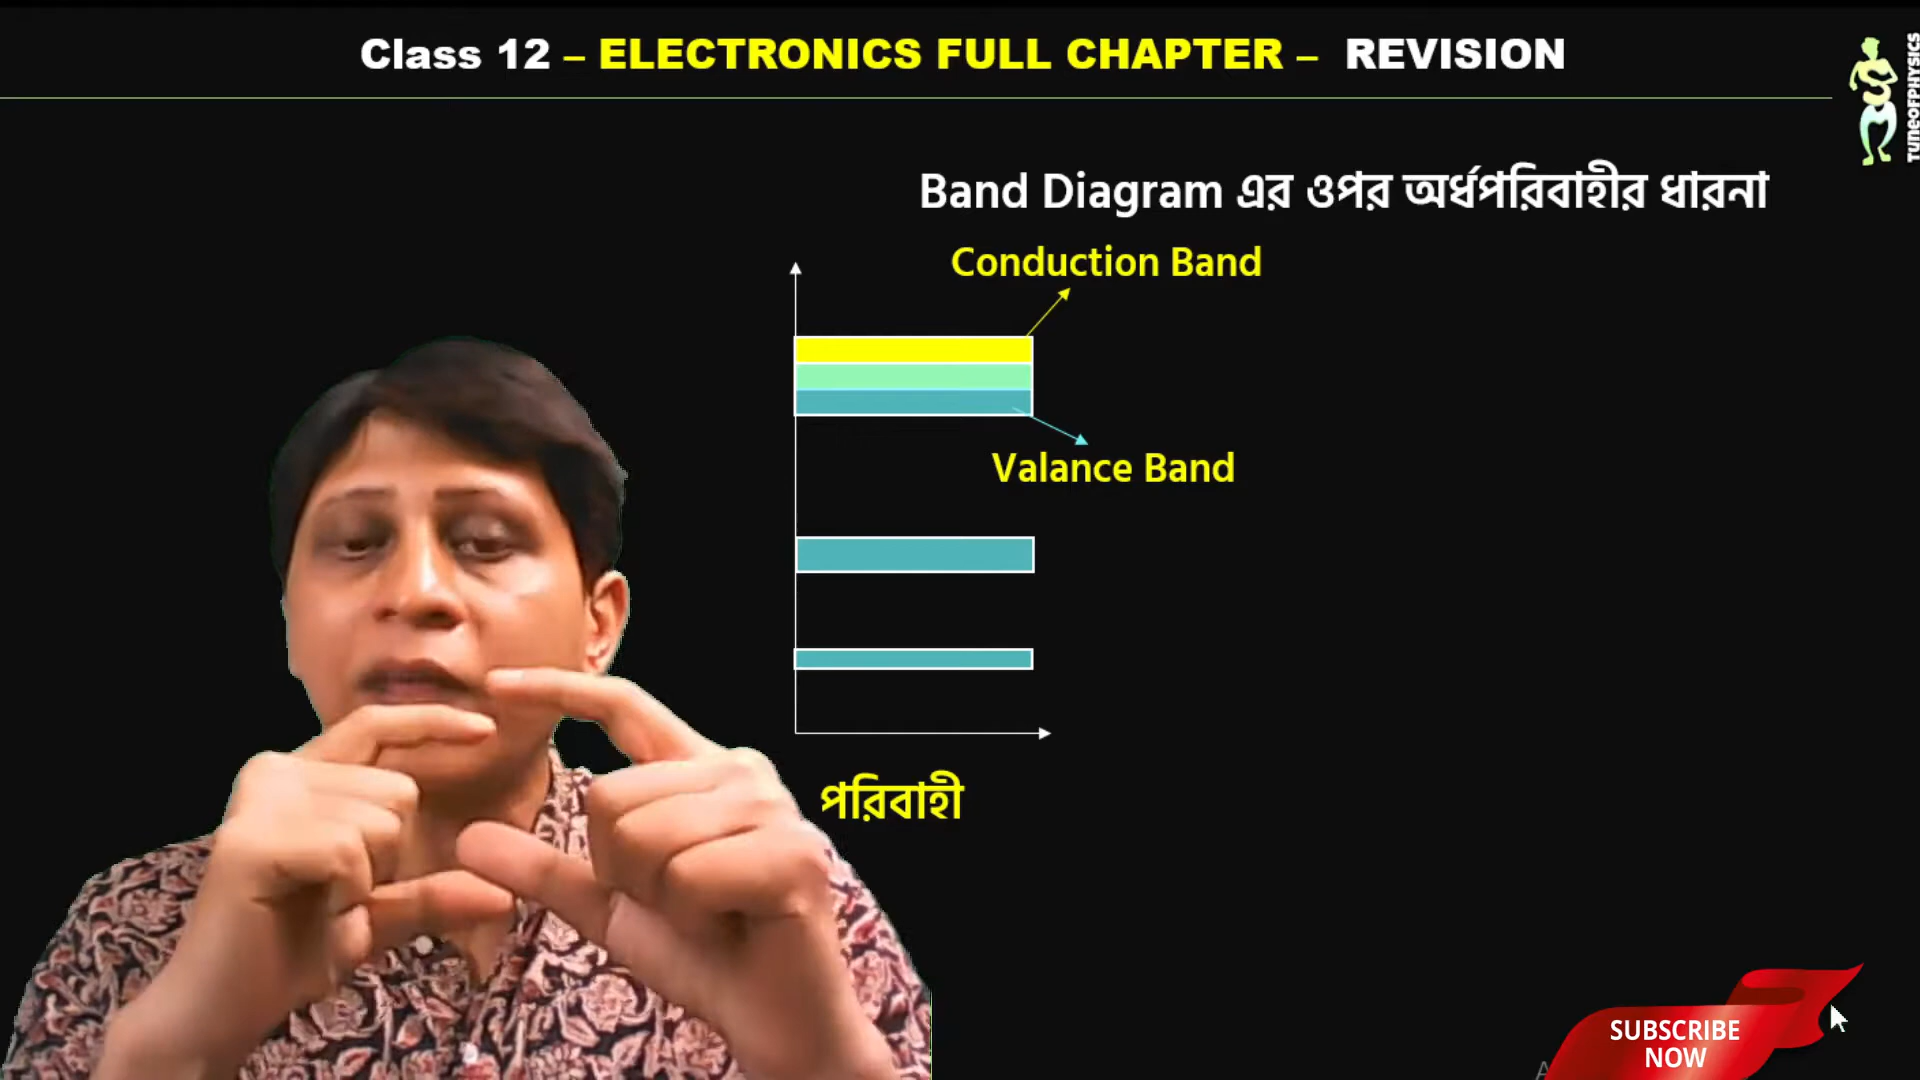 Class 12 – ELECTRONICS FULL CHAPTER – REVISION
TUNEOFPHYSICS
Band Diagram এর ওপর অর্ধপরিবাহীর ধারনা
Conduction Band
Valance Band
পরিবাহী
SUBSCRIBE
NOW